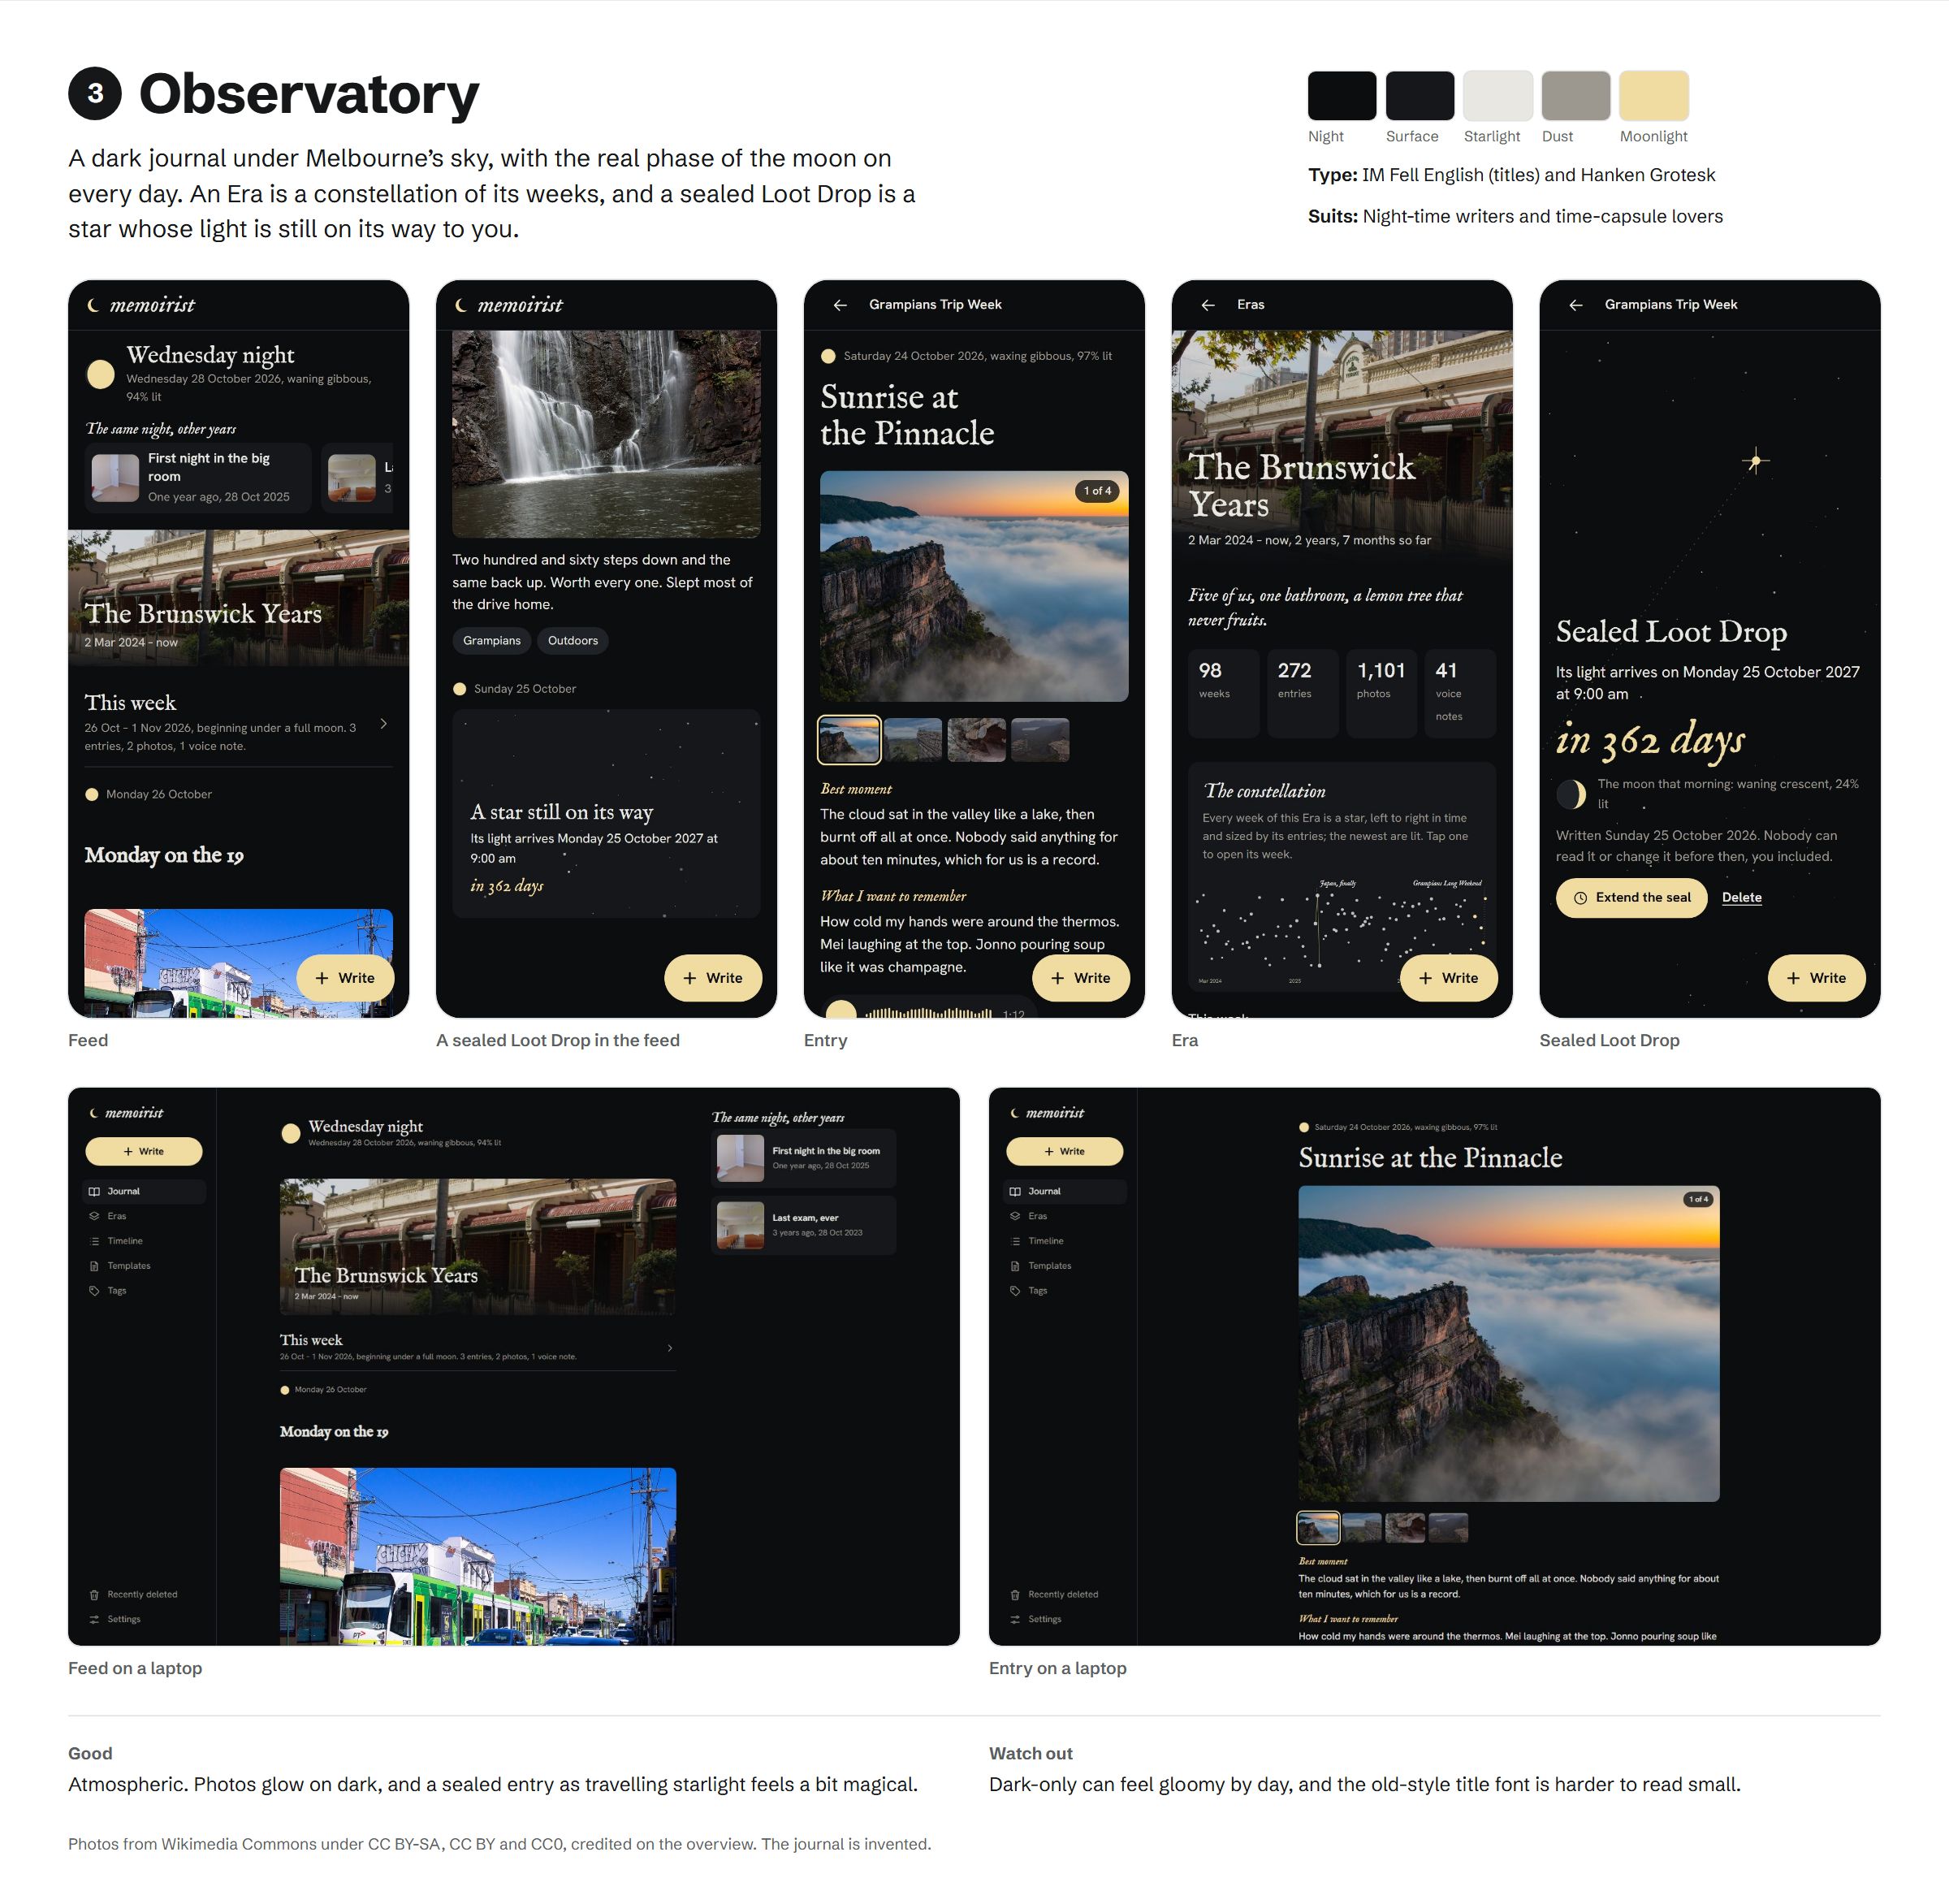 3 Observatory
A dark journal under Melbourne’s sky, with the real phase of the moon on
every day. An Era is a constellation of its weeks, and a sealed Loot Drop is a
star whose light is still on its way to you.
Night Surface Starlight Dust Moonlight
Type: IM Fell English (titles) and Hanken Grotesk
Suits: Night-time writers and time-capsule lovers
memoirist
Wednesday night
Wednesday 28 October 2026, waning gibbous,
94% lit
The same night, other years
First night in the big
room
One year ago, 28 Oct 2025
3
The Brunswick Years
2 Mar 2024 – now
This week
26 Oct – 1 Nov 2026, beginning under a full moon. 3
entries, 2 photos, 1 voice note.
Monday 26 October
Monday on the 19
+ Write
Feed
memoirist
Two hundred and sixty steps down and the
same back up. Worth every one. Slept most of
the drive home.
Grampians Outdoors
Sunday 25 October
A star still on its way
Its light arrives Monday 25 October 2027 at
9:00 am
in 362 days
+ Write
A sealed Loot Drop in the feed
← Grampians Trip Week
Saturday 24 October 2026, waxing gibbous, 97% lit
Sunrise at
the Pinnacle
1 of 4
Best moment
The cloud sat in the valley like a lake, then
burnt off all at once. Nobody said anything for
about ten minutes, which for us is a record.
What I want to remember
How cold my hands were around the thermos.
Mei laughing at the top. Jonno pouring soup
like it was champagne.
1:12
+ Write
Entry
← Eras
The Brunswick
Years
2 Mar 2024 – now, 2 years, 7 months so far
Five of us, one bathroom, a lemon tree that
never fruits.
98 272 1,101 41
weeks entries photos voice
notes
The constellation
Every week of this Era is a star, left to right in time
and sized by its entries; the newest are lit. Tap one
to open its week.
Japan, finally Grampians Long Weekend
Mar 2024 2025
+ Write
This week
Era
← Grampians Trip Week
Sealed Loot Drop
Its light arrives on Monday 25 October 2027
at 9:00 am
in 362 days
The moon that morning: waning crescent, 24%
lit
Written Sunday 25 October 2026. Nobody can
read it or change it before then, you included.
Extend the seal Delete
+ Write
Sealed Loot Drop
memoirist
+ Write
Journal
Eras
Timeline
Templates
Tags
Recently deleted
Settings
Wednesday night
Wednesday 28 October 2026, waning gibbous, 94% lit
The Brunswick Years
2 Mar 2024 – now
This week
26 Oct – 1 Nov 2026, beginning under a full moon. 3 entries, 2 photos, 1 voice note.
Monday 26 October
Monday on the 19
The same night, other years
First night in the big room
One year ago, 28 Oct 2025
Last exam, ever
3 years ago, 28 Oct 2023
Feed on a laptop
memoirist
+ Write
Journal
Eras
Timeline
Templates
Tags
Recently deleted
Settings
Saturday 24 October 2026, waxing gibbous, 97% lit
Sunrise at the Pinnacle
1 of 4
Best moment
The cloud sat in the valley like a lake, then burnt off all at once. Nobody said anything for about
ten minutes, which for us is a record.
What I want to remember
How cold my hands were around the thermos. Mei laughing at the top. Jonno pouring soup like
Entry on a laptop
Good
Atmospheric. Photos glow on dark, and a sealed entry as travelling starlight feels a bit magical.
Watch out
Dark-only can feel gloomy by day, and the old-style title font is harder to read small.
Photos from Wikimedia Commons under CC BY-SA, CC BY and CC0, credited on the overview. The journal is invented.